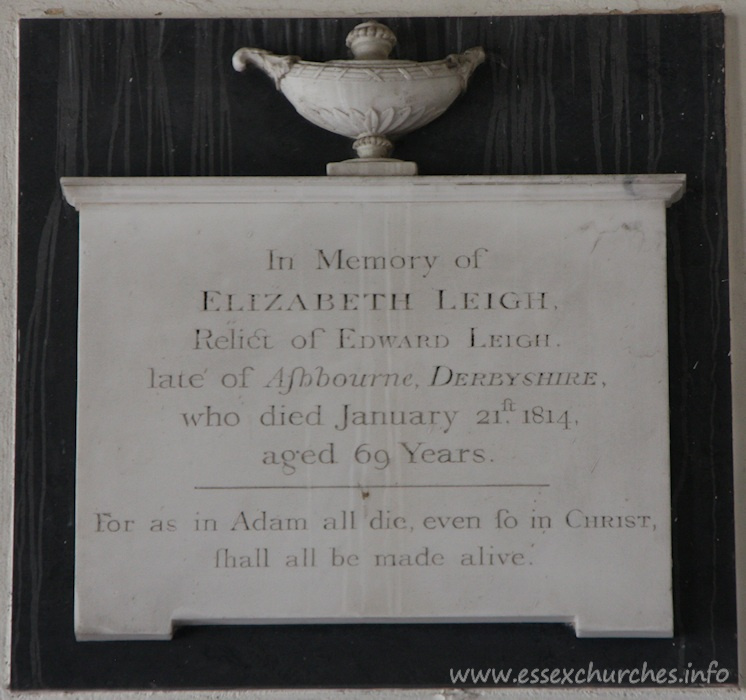 In Memory of
ELIZABETH LEIGH,
Relict of EDWARD LEIGH.
late of Aſhbourne, DERBYSHIRE,
who died January 21.ſt 1814,
aged 69 Years.
For as in Adam all die, even ſo in CHRIST,
ſhall all be made alive.
www.essexchurches.info